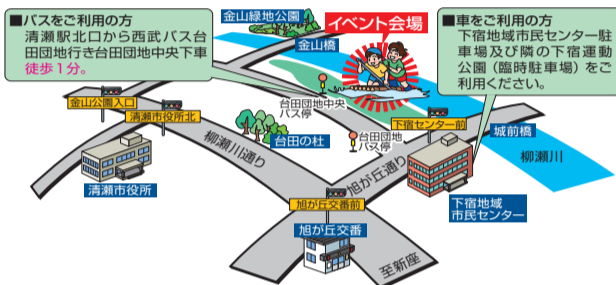 ■バスをご利用の方
清瀬駅北口から西武バス台
田団地行き台田団地中央下車
徒歩1分。
金山緑地公園
金山橋
イベント会場
■車をご利用の方
下宿地域市民センター駐
車場及び隣の下宿運動
公園（臨時駐車場）をご
利用ください。
金山公園入口
清瀬市役所北
台田団地中央
バス停
台田の杜
台田団地
バス停
下宿センター前
城前橋
柳瀬川
柳瀬川通り
旭が丘通り
清瀬市役所
下宿地域
市民センター
旭が丘交番前
旭が丘交番
至新座